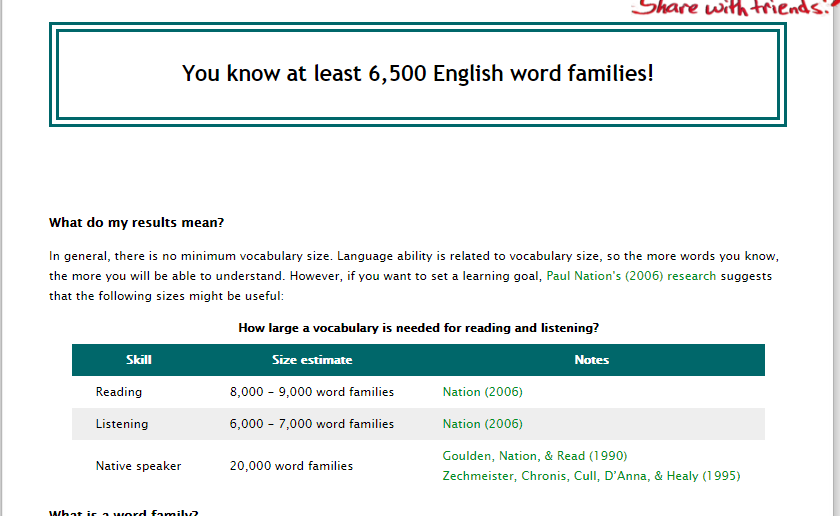 Share with friends!
You know at least 6,500 English word families!
What do my results mean?
In general, there is no minimum vocabulary size. Language ability is related to vocabulary size, so the more words you know,
the more you will be able to understand. However, if you want to set a learning goal, Paul Nation's (2006) research suggests
that the following sizes might be useful:
How large a vocabulary is needed for reading and listening?
Skill Size estimate Notes
Reading 8,000 – 9,000 word families Nation (2006)
Listening 6,000 – 7,000 word families Nation (2006)
Native speaker 20,000 word families Goulden, Nation, & Read (1990)
Zechmeister, Chronis, Cull, D'Anna, & Healy (1995)
What is a word family?